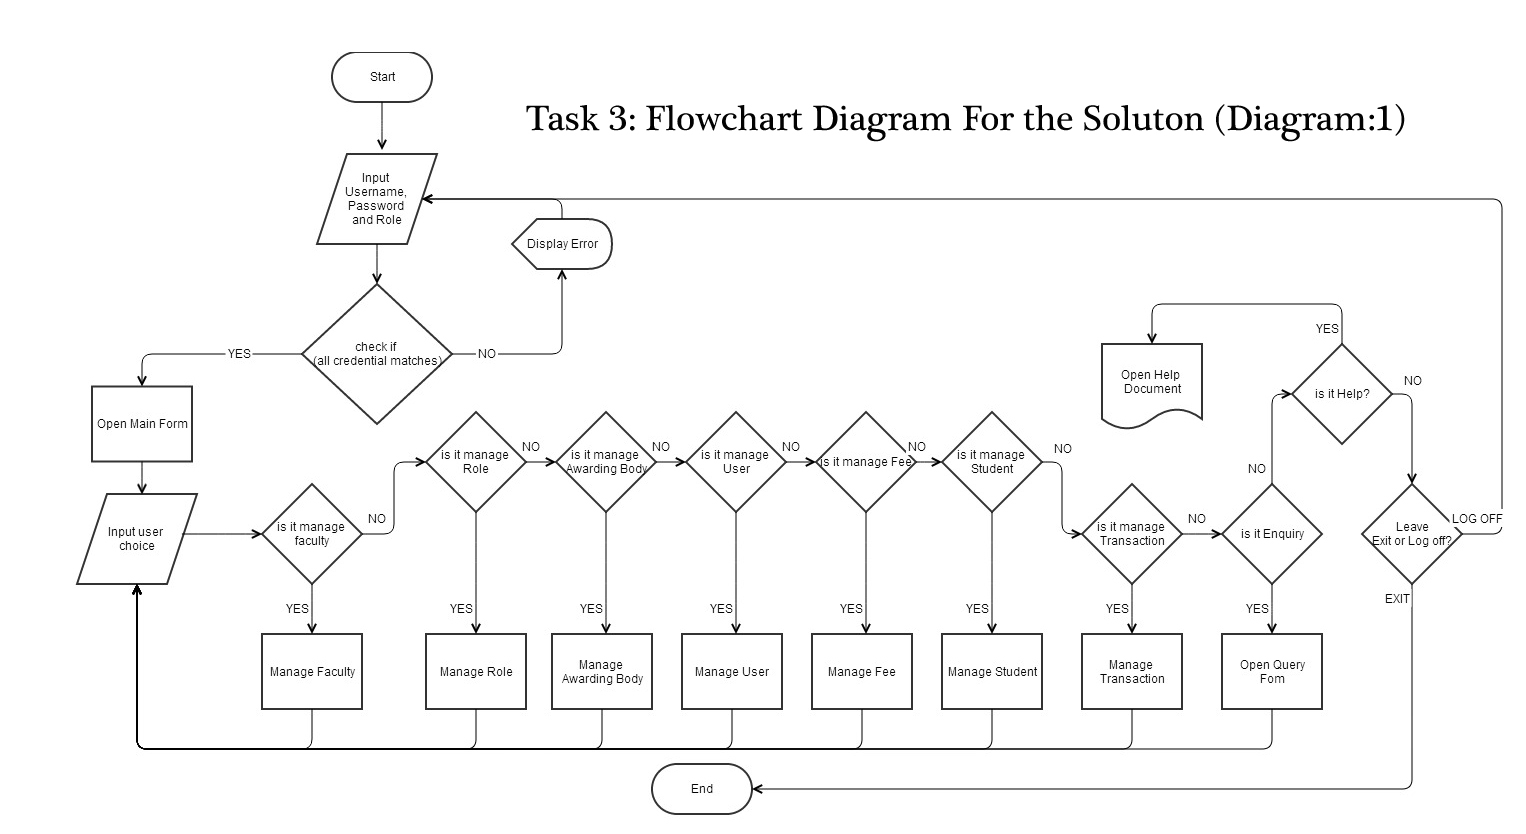 Start
Task 3: Flowchart Diagram For the Soluton (Diagram:1)
Input
Username,
Password
and Role
Display Error
check if
(all credential matches)
YES
NO
Open Main Form
Input user
choice
is it manage
faculty
NO
is it manage
Role
NO
is it manage
Awarding Body
NO
is it manage
User
NO
is it manage Fee
NO
is it manage
Student
NO
is it manage
Transaction
NO
is it Enquiry
NO
is it Help?
YES
Open Help
Document
NO
Leave
Exit or Log off?
LOG OFF
EXIT
YES
YES
YES
YES
YES
YES
YES
YES
Manage Faculty
Manage Role
Manage
Awarding Body
Manage User
Manage Fee
Manage Student
Manage
Transaction
Open Query
Fom
End